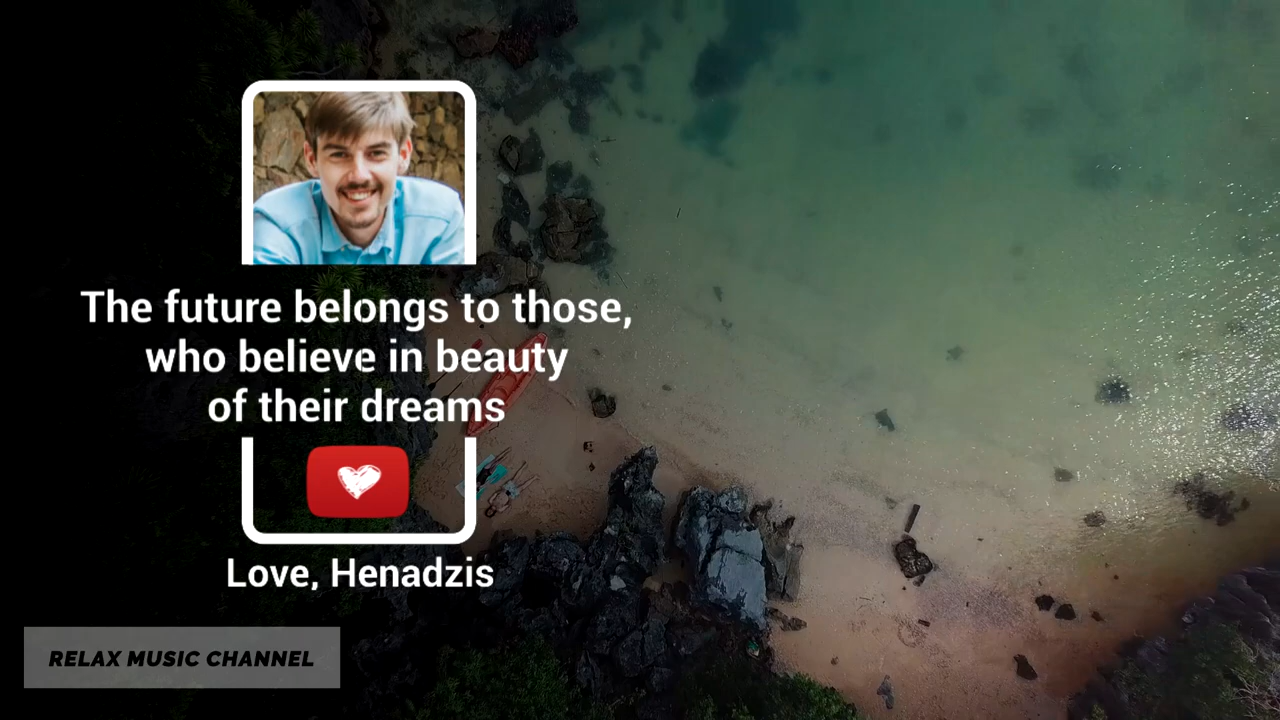 The future belongs to those,
who believe in beauty
of their dreams
Love, Henadzis
RELAX MUSIC CHANNEL